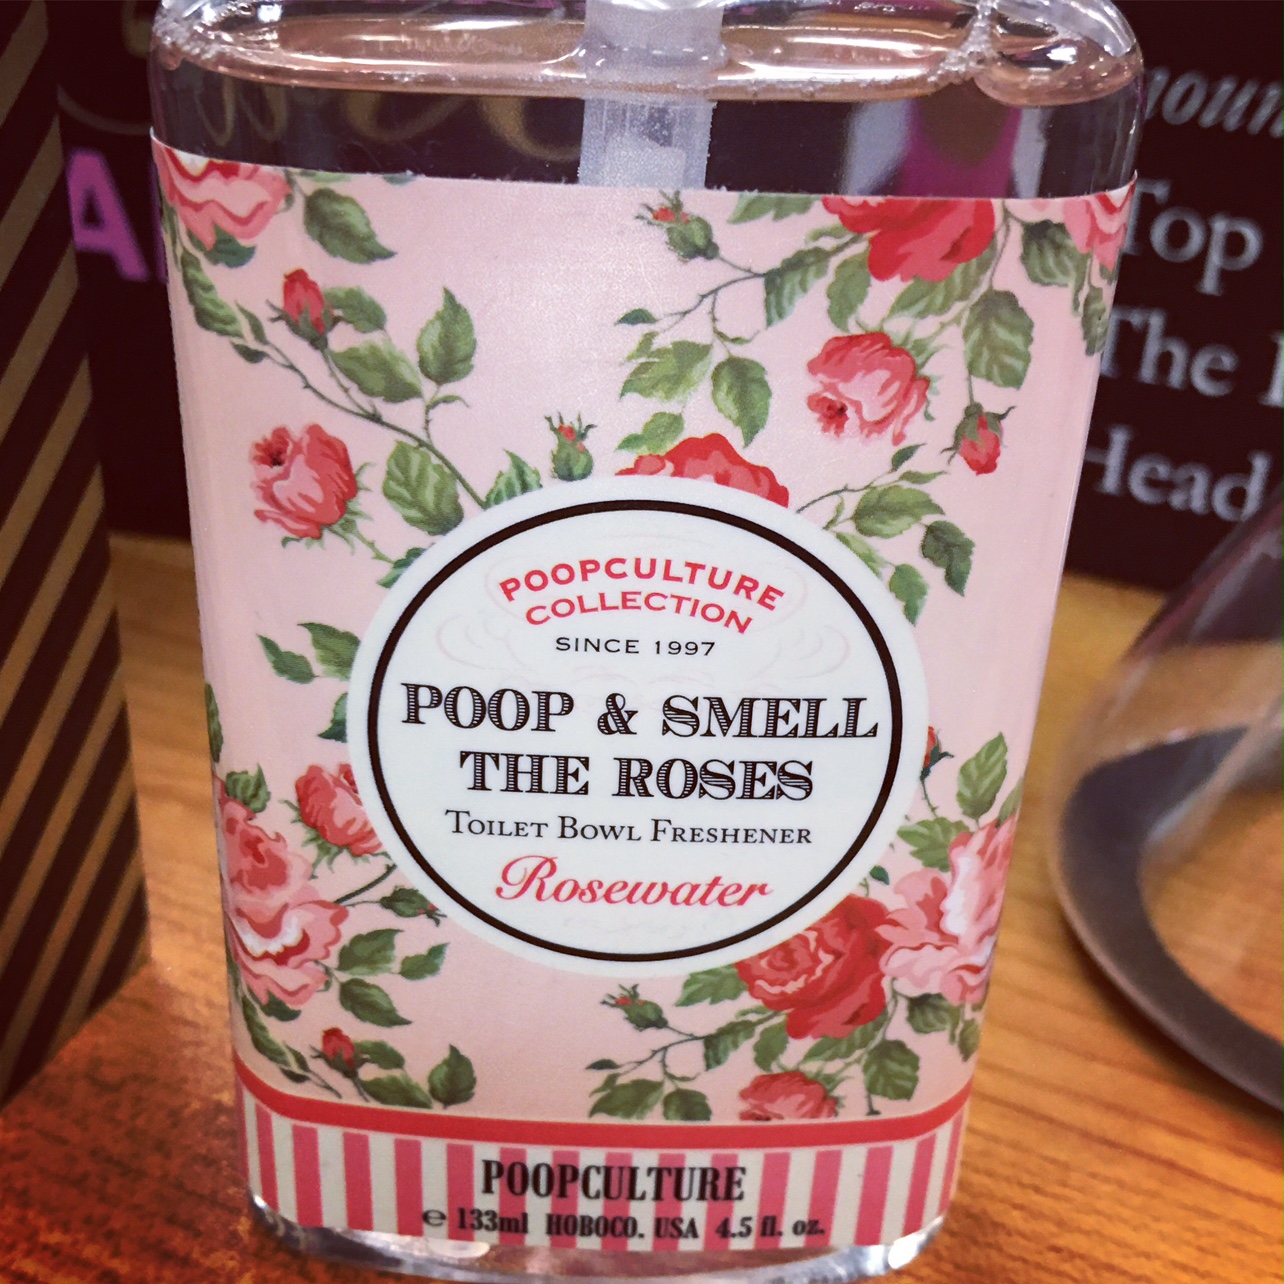 POOPCULTURE
COLLECTION
SINCE 1997
POOP & SMELL
THE ROSES
TOILET BOWL FRESHENER
Rosewater
POOPCULTURE
e 133ml HOBOCO. USA 4.5 fl. oz.
Top
The
Head